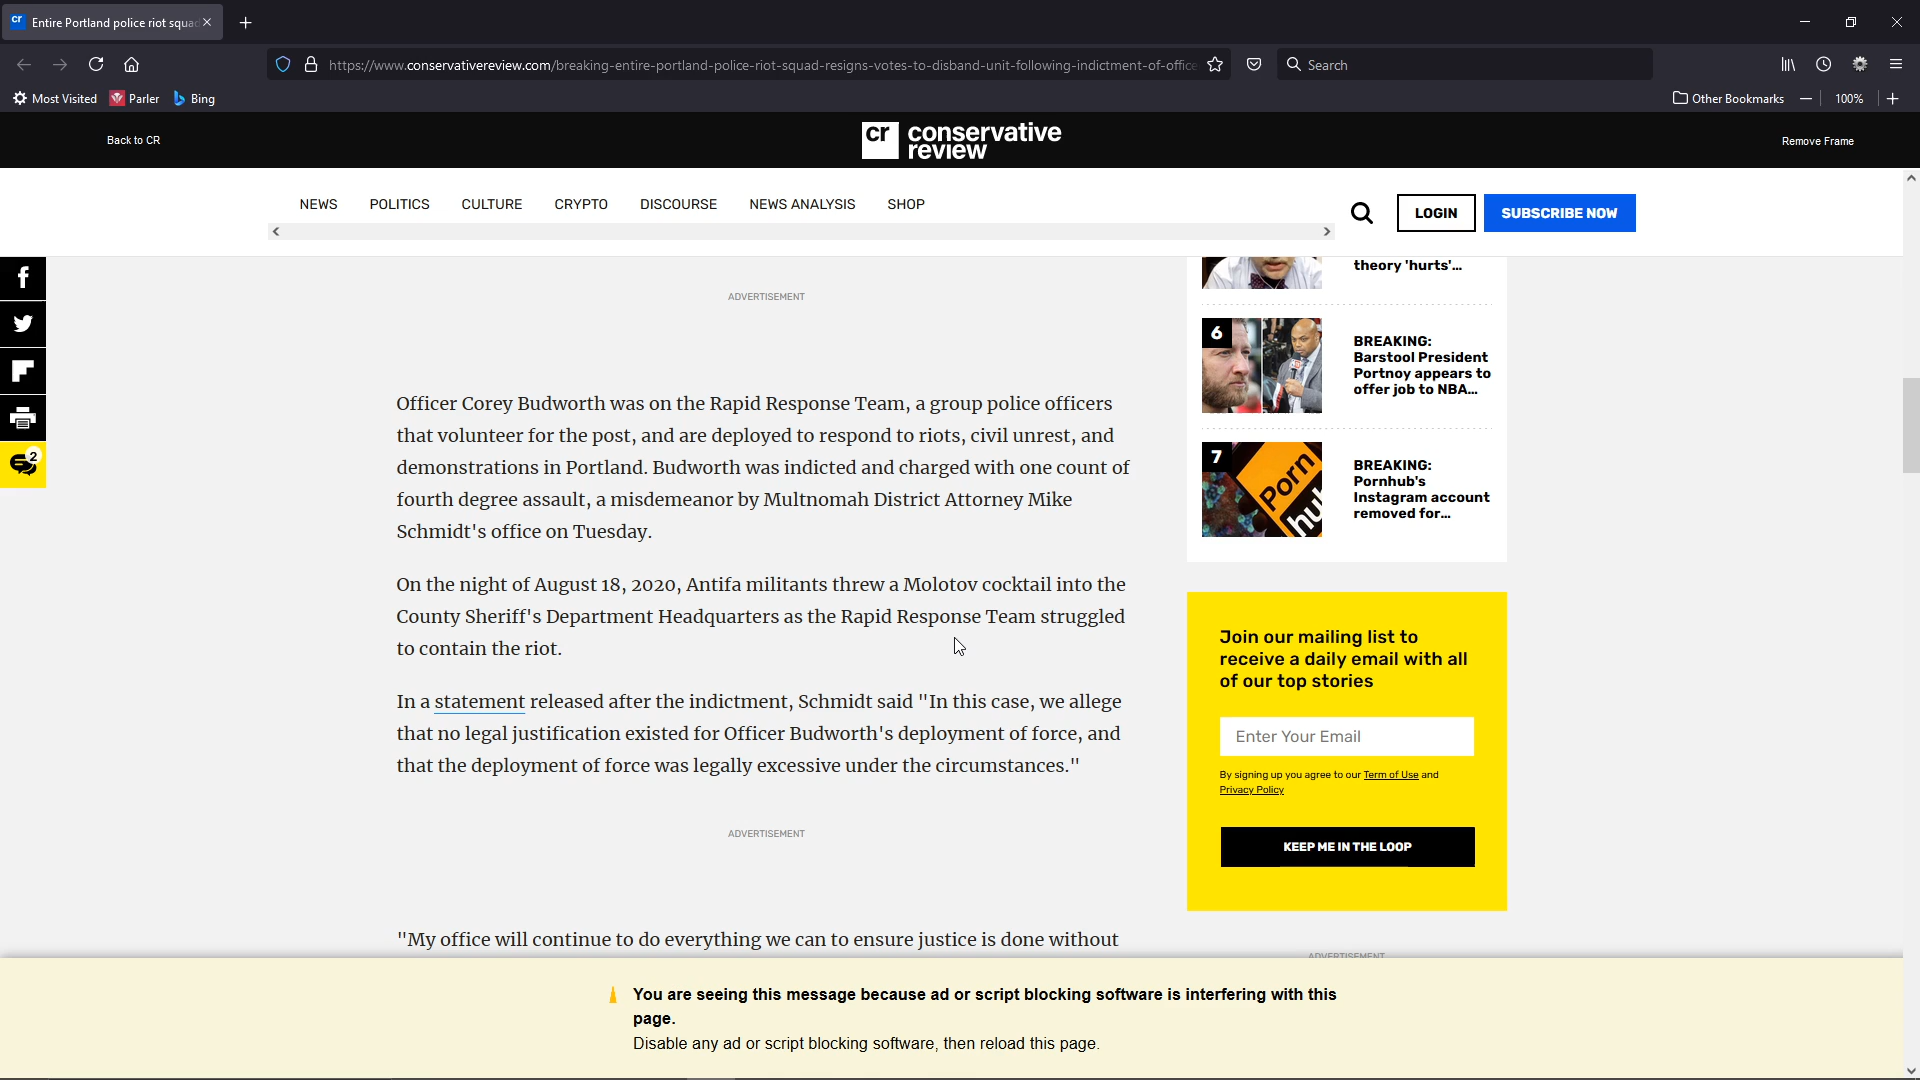 cr Entire Portland police riot squa
https://www.conservativereview.com/breaking-entire-portland-police-riot-squad-resigns-votes-to-disband-unit-following-indictment-of-office
Search
Most Visited Parler Bing
Other Bookmarks 100%
Back to CR
cr conservative
review
Remove Frame
NEWS POLITICS CULTURE CRYPTO DISCOURSE NEWS ANALYSIS SHOP
LOGIN SUBSCRIBE NOW
2
ADVERTISEMENT
Officer Corey Budworth was on the Rapid Response Team, a group police officers
that volunteer for the post, and are deployed to respond to riots, civil unrest, and
demonstrations in Portland. Budworth was indicted and charged with one count of
fourth degree assault, a misdemeanor by Multnomah District Attorney Mike
Schmidt's office on Tuesday.
On the night of August 18, 2020, Antifa militants threw a Molotov cocktail into the
County Sheriff's Department Headquarters as the Rapid Response Team struggled
to contain the riot.
In a statement released after the indictment, Schmidt said "In this case, we allege
that no legal justification existed for Officer Budworth's deployment of force, and
that the deployment of force was legally excessive under the circumstances."
ADVERTISEMENT
"My office will continue to do everything we can to ensure justice is done without
theory 'hurts'...
6
BREAKING:
Barstool President
Portnoy appears to
offer job to NBA...
7
Porn
hu
BREAKING:
Pornhub's
Instagram account
removed for...
Join our mailing list to
receive a daily email with all
of our top stories
Enter Your Email
By signing up you agree to our Term of Use and
Privacy Policy
KEEP ME IN THE LOOP
ADVERTISEMENT
You are seeing this message because ad or script blocking software is interfering with this
page.
Disable any ad or script blocking software, then reload this page.